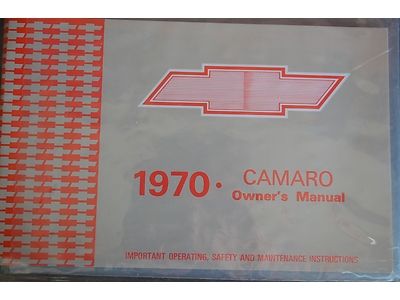 1970 • CAMARO
Owner's Manual
IMPORTANT OPERATING, SAFETY AND MAINTENANCE INSTRUCTIONS